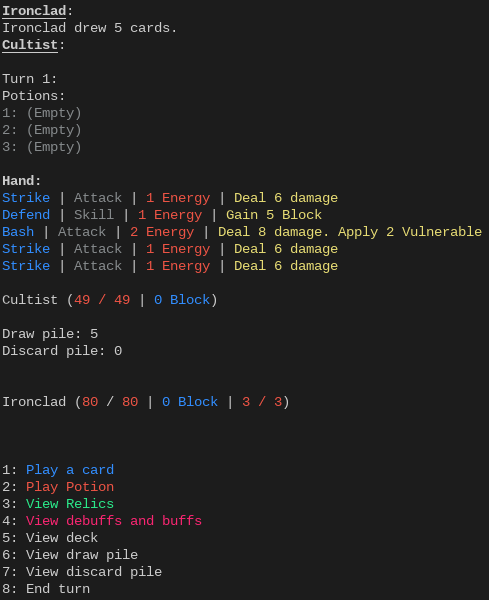 Ironclad:
Ironclad drew 5 cards.
Cultist:
Turn 1:
Potions:
1: (Empty)
2: (Empty)
3: (Empty)
Hand:
Strike | Attack | 1 Energy | Deal 6 damage
Defend | Skill | 1 Energy | Gain 5 Block
Bash | Attack | 2 Energy | Deal 8 damage. Apply 2 Vulnerable
Strike | Attack | 1 Energy | Deal 6 damage
Strike | Attack | 1 Energy | Deal 6 damage
Cultist (49 / 49 | 0 Block)
Draw pile: 5
Discard pile: 0
Ironclad (80 / 80 | 0 Block | 3 / 3)
1: Play a card
2: Play Potion
3: View Relics
4: View debuffs and buffs
5: View deck
6: View draw pile
7: View discard pile
8: End turn